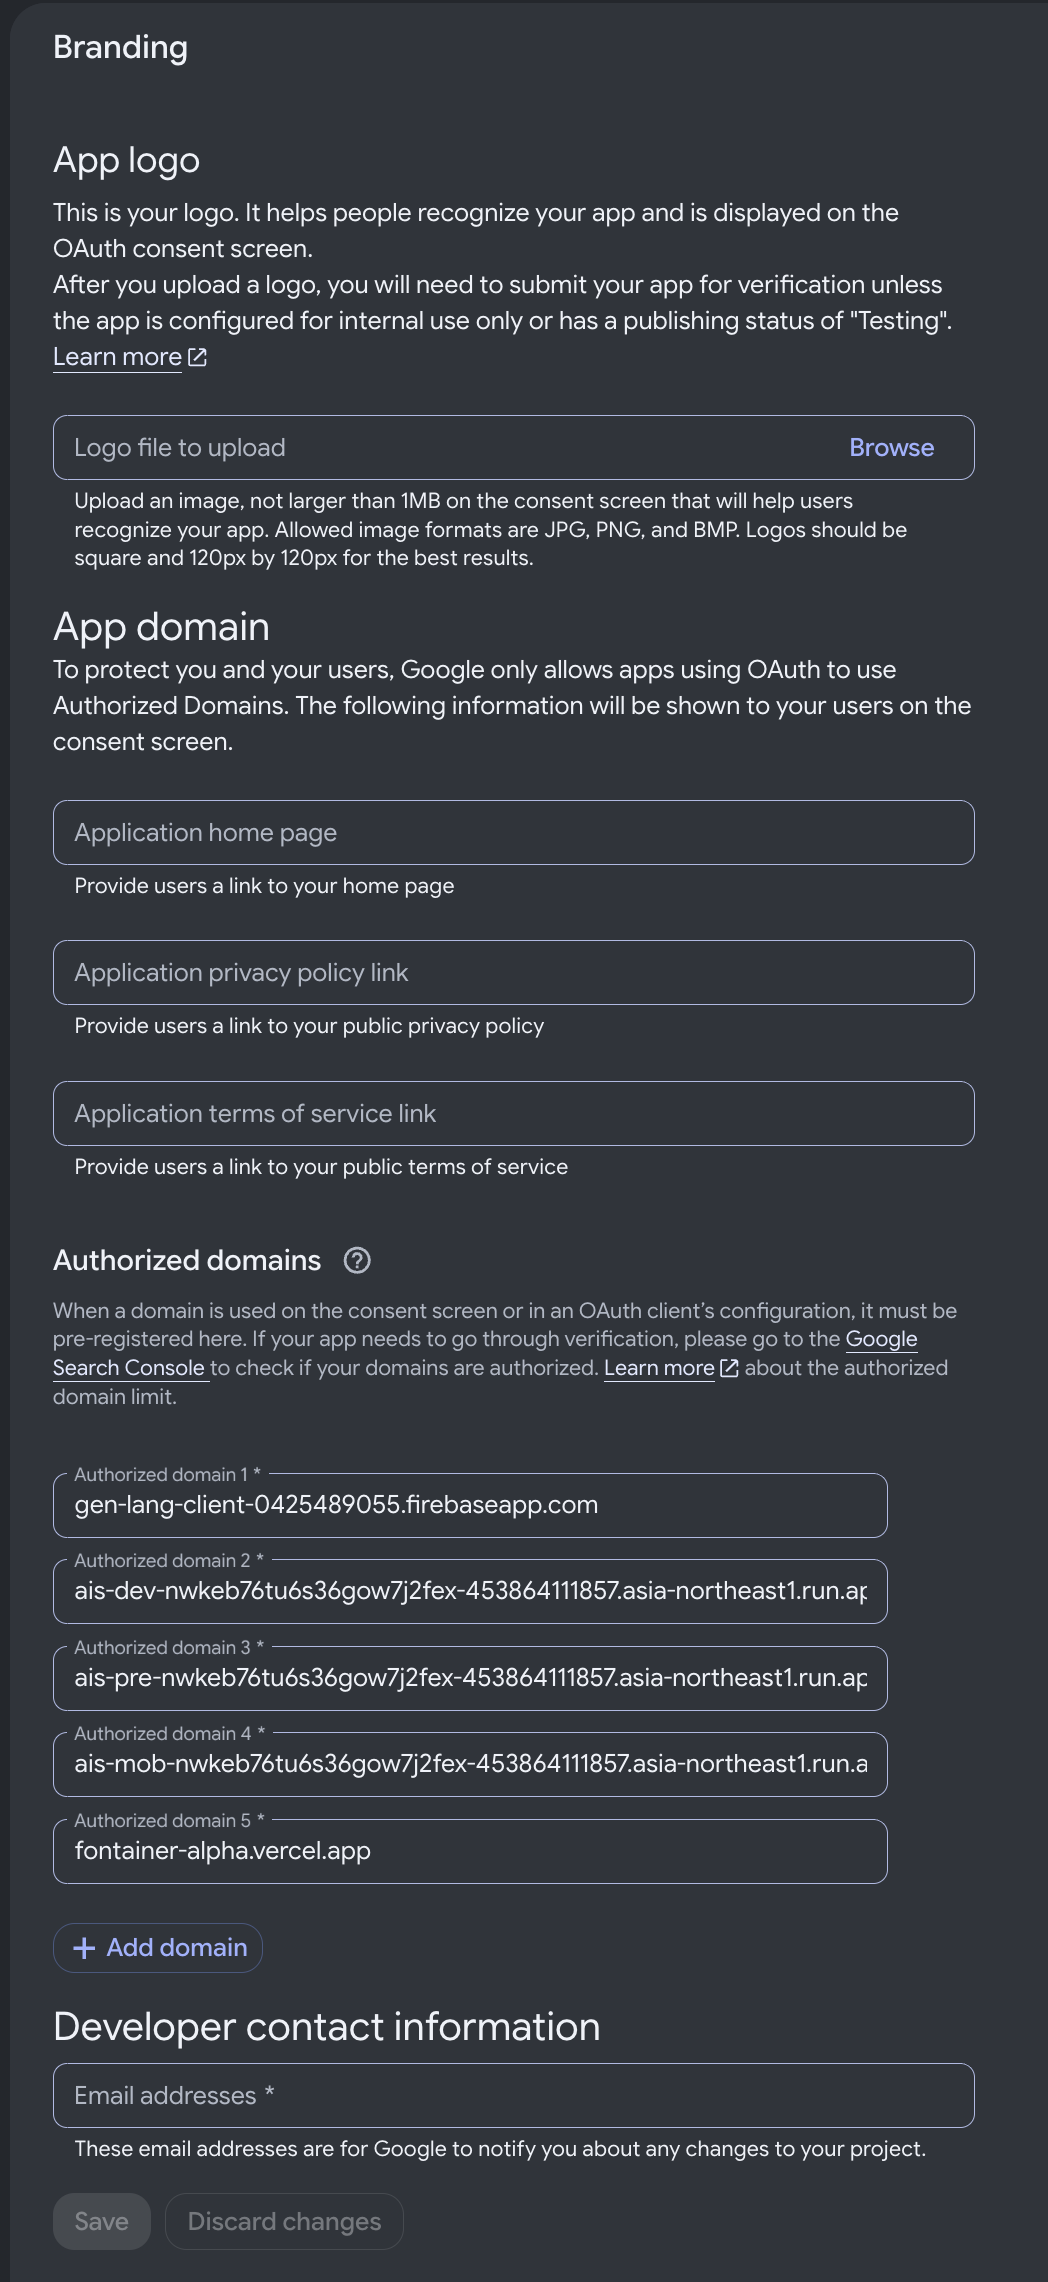 Branding
App logo
This is your logo. It helps people recognize your app and is displayed on the
OAuth consent screen.
After you upload a logo, you will need to submit your app for verification unless
the app is configured for internal use only or has a publishing status of "Testing".
Learn more
Logo file to upload
Browse
Upload an image, not larger than 1MB on the consent screen that will help users
recognize your app. Allowed image formats are JPG, PNG, and BMP. Logos should be
square and 120px by 120px for the best results.
App domain
To protect you and your users, Google only allows apps using OAuth to use
Authorized Domains. The following information will be shown to your users on the
consent screen.
Application home page
Provide users a link to your home page
Application privacy policy link
Provide users a link to your public privacy policy
Application terms of service link
Provide users a link to your public terms of service
Authorized domains
When a domain is used on the consent screen or in an OAuth client’s configuration, it must be
pre-registered here. If your app needs to go through verification, please go to the Google
Search Console to check if your domains are authorized. Learn more about the authorized
domain limit.
Authorized domain 1 *
gen-lang-client-0425489055.firebaseapp.com
Authorized domain 2 *
ais-dev-nwkeb76tu6s36gow7j2fex-453864111857.asia-northeast1.run.ap
Authorized domain 3 *
ais-pre-nwkeb76tu6s36gow7j2fex-453864111857.asia-northeast1.run.ap
Authorized domain 4 *
ais-mob-nwkeb76tu6s36gow7j2fex-453864111857.asia-northeast1.run.a
Authorized domain 5 *
fontainer-alpha.vercel.app
+ Add domain
Developer contact information
Email addresses *
These email addresses are for Google to notify you about any changes to your project.
Save
Discard changes